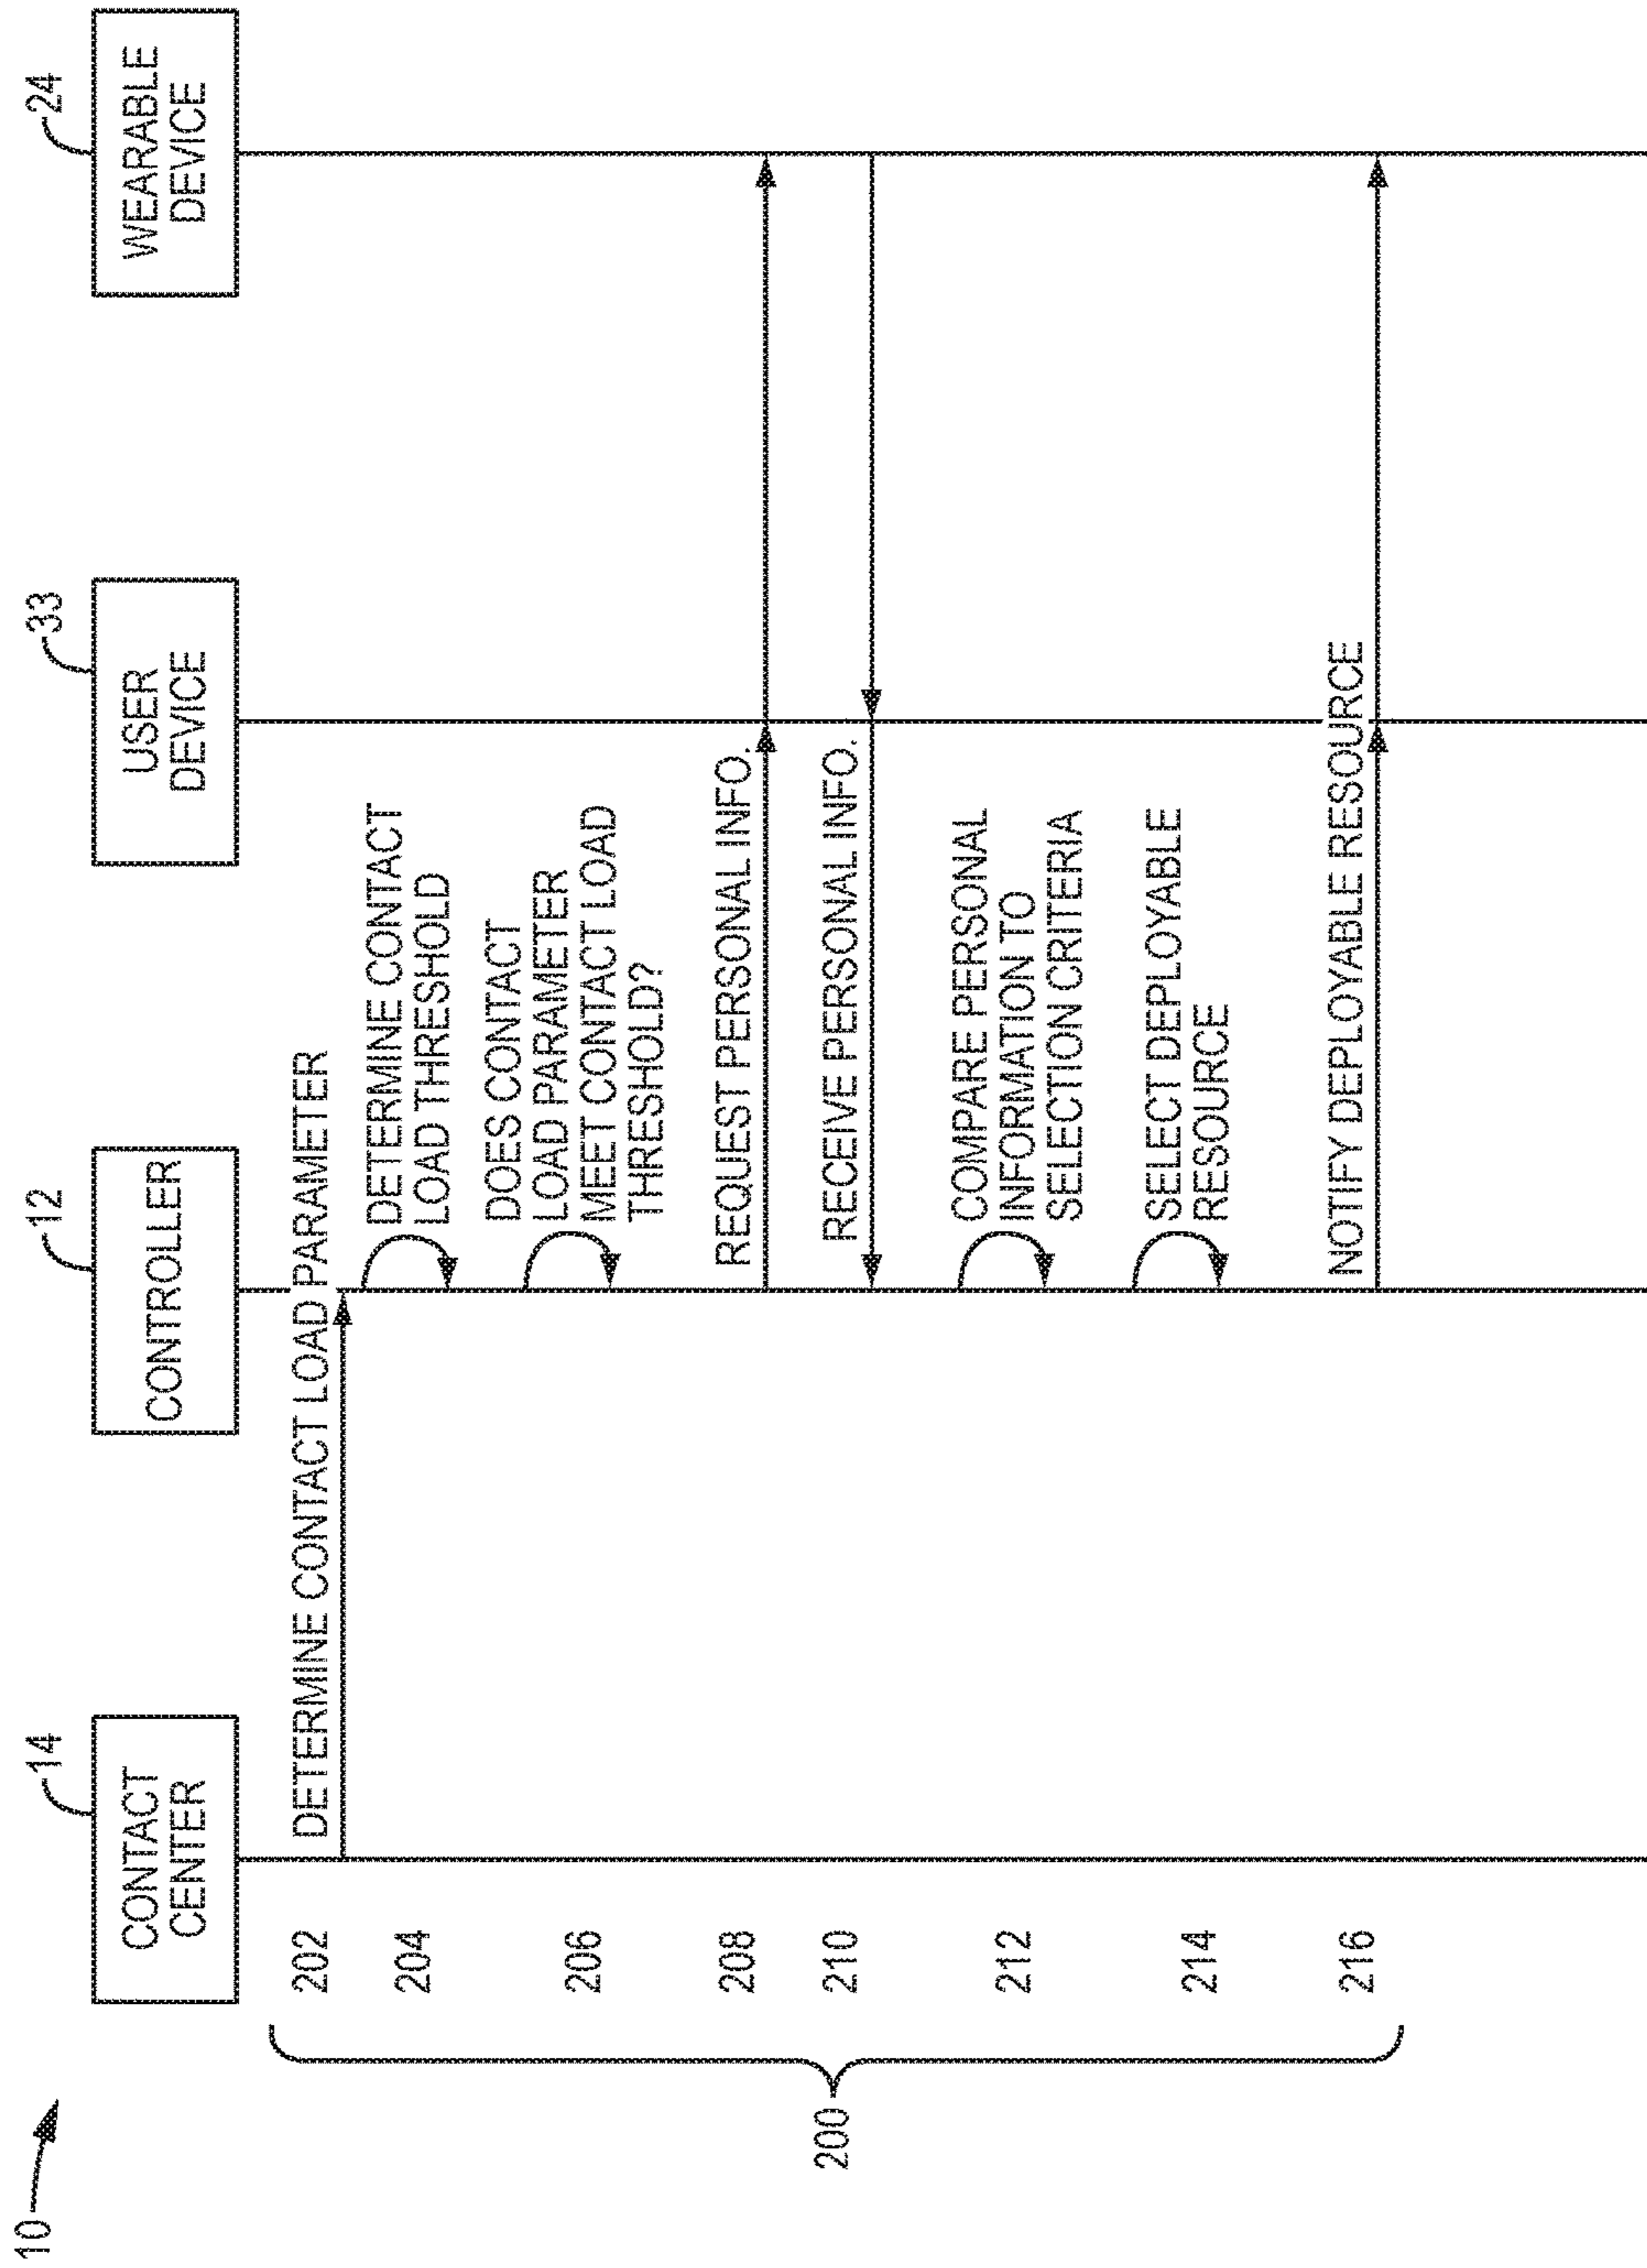 10
14
12
33
24
CONTACT
CENTER
CONTROLLER
USER
DEVICE
WEARABLE
DEVICE
200
202
DETERMINE CONTACT LOAD PARAMETER
204
DETERMINE CONTACT
LOAD THRESHOLD
206
DOES CONTACT
LOAD PARAMETER
MEET CONTACT LOAD
THRESHOLD?
208
REQUEST PERSONAL INFO.
210
RECEIVE PERSONAL INFO.
212
COMPARE PERSONAL
INFORMATION TO
SELECTION CRITERIA
214
SELECT DEPLOYABLE
RESOURCE
216
NOTIFY DEPLOYABLE RESOURCE